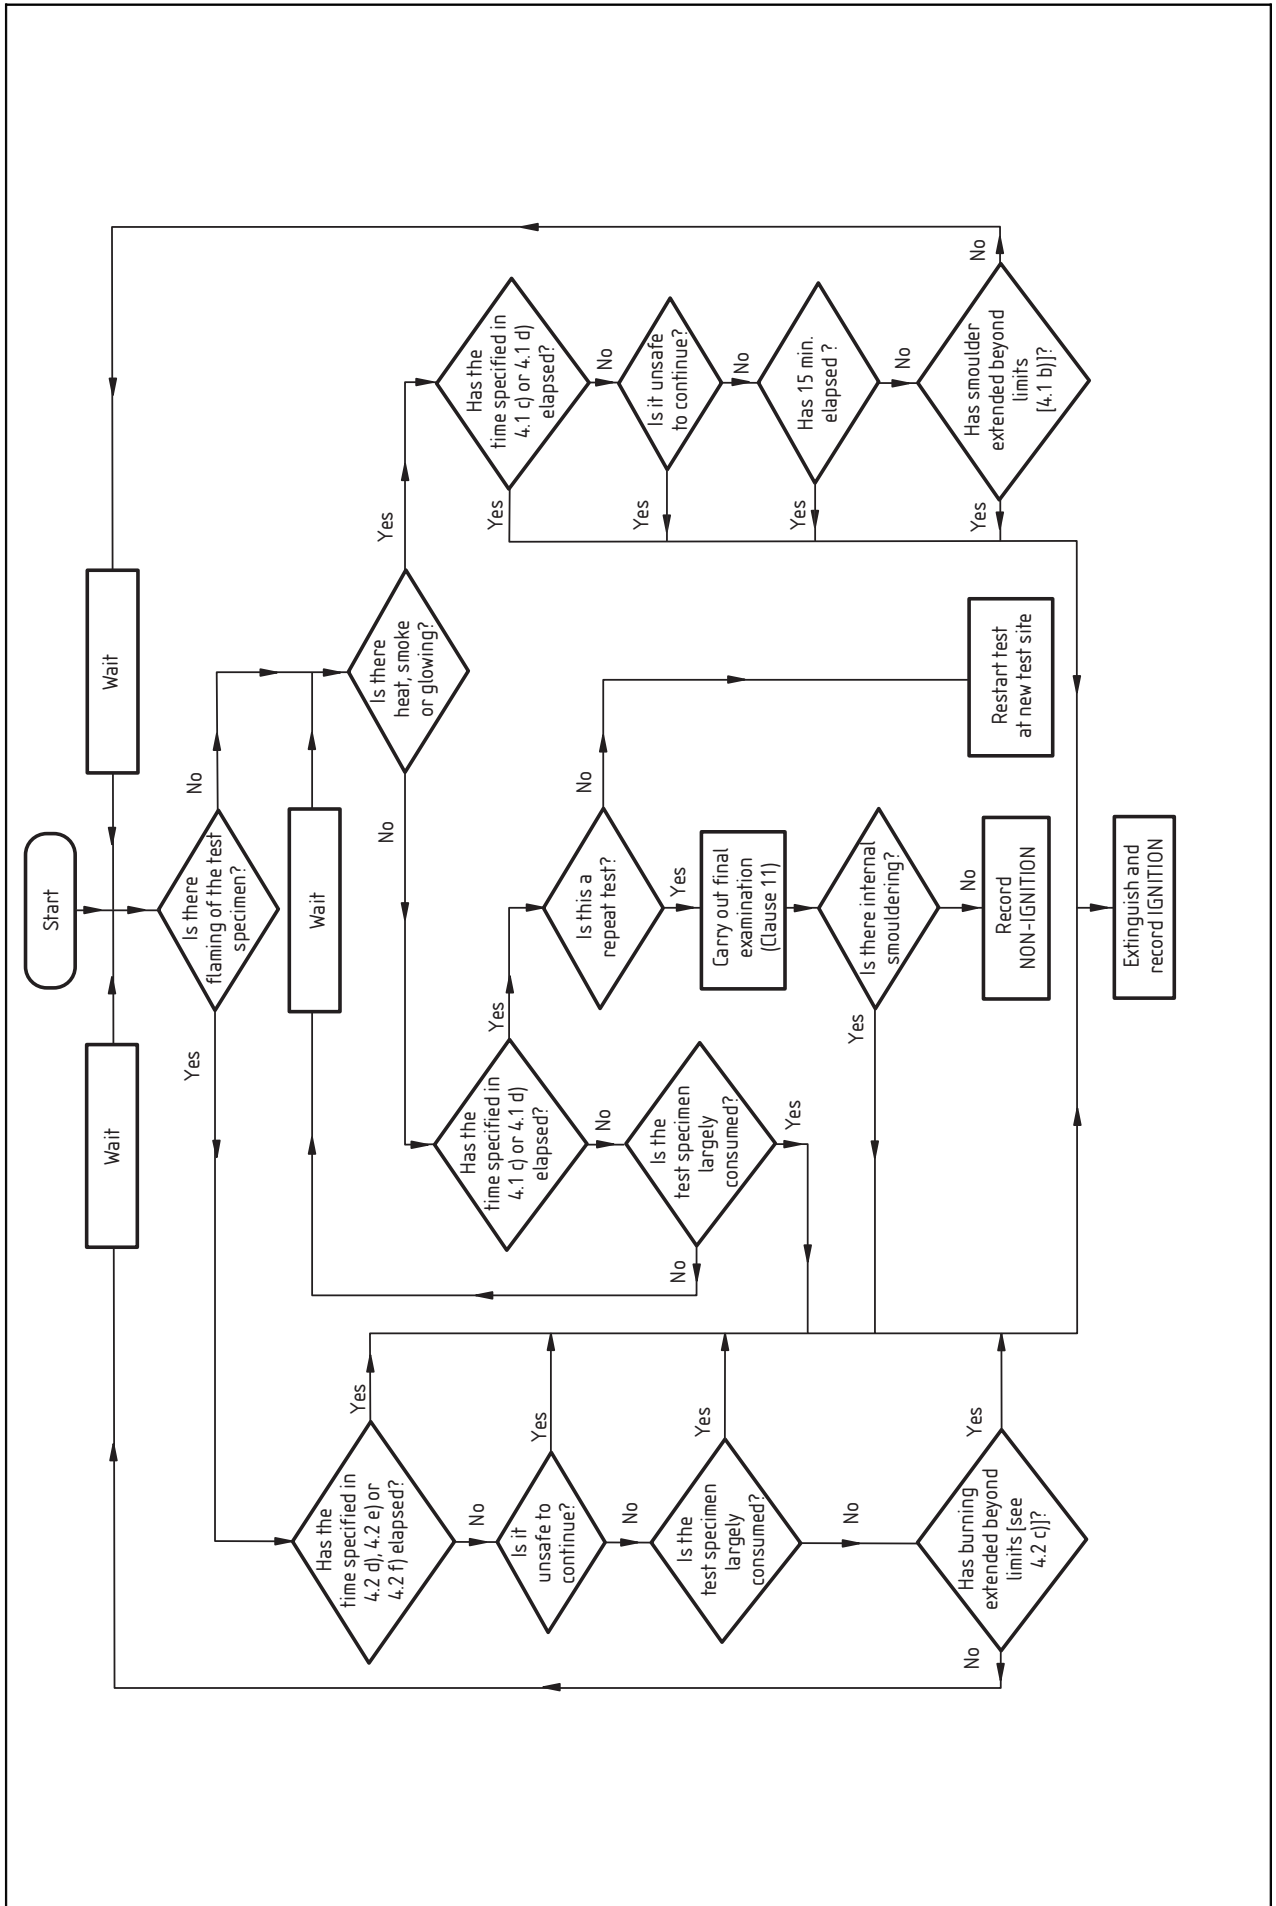 Start
Wait
Wait
Is there
flaming of the test
specimen?
Yes
No
Wait
Is there
heat, smoke
or glowing?
No
Yes
Has the
time specified in
4.2 d), 4.2 e) or
4.2 f) elapsed?
Yes
No
Is it
unsafe to
continue?
Yes
No
Is the
test specimen
largely
consumed?
Yes
No
Has burning
extended beyond
limits [see
4.2 c)]?
No
Yes
Has the
time specified in
4.1 c) or 4.1 d)
elapsed?
Yes
No
Is the
test specimen
largely
consumed?
No
Yes
Is this a
repeat test?
No
Yes
Carry out final
examination
(Clause 11)
Is there internal
smouldering?
Yes
No
Record
NON-IGNITION
Restart test
at new test site
Has the
time specified in
4.1 c) or 4.1 d)
elapsed?
Yes
No
Is it unsafe
to continue?
Yes
No
Has 15 min.
elapsed ?
Yes
No
Has smoulder
extended beyond
limits
[4.1 b)]?
Yes
No
Extinguish and
record IGNITION